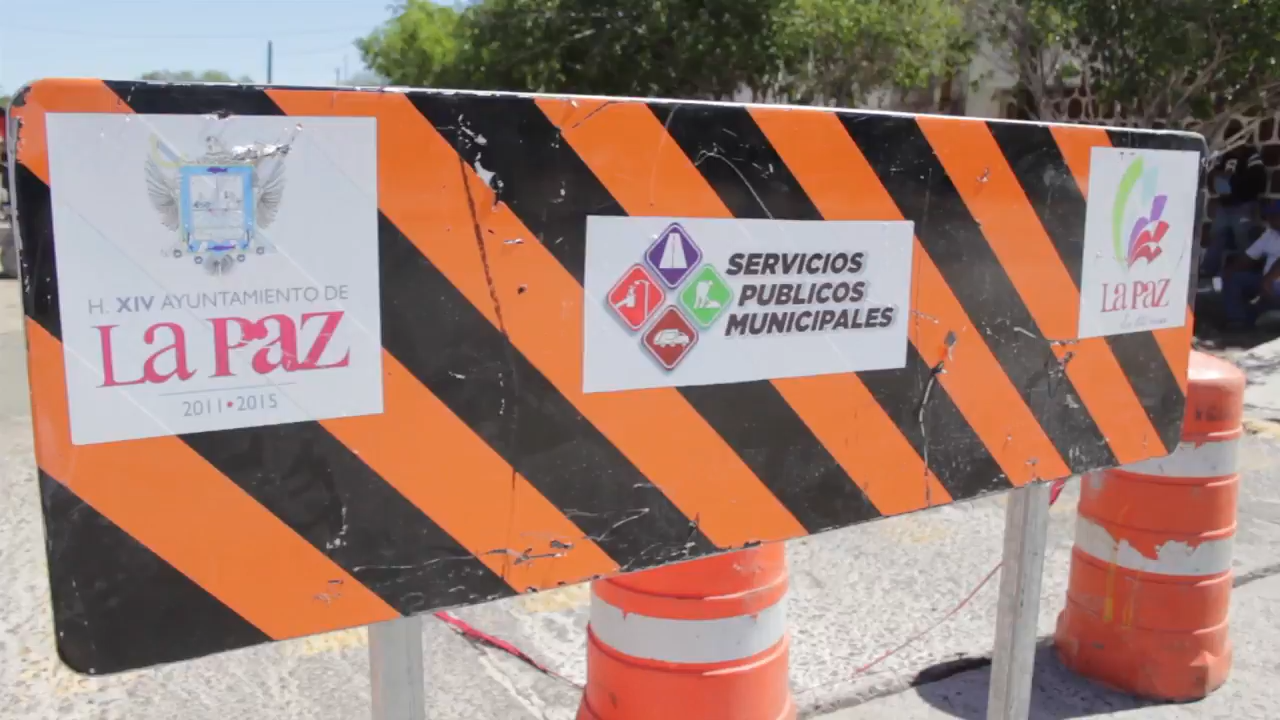 H. XIV AYUNTAMIENTO DE
LA PAZ
2011•2015
SERVICIOS
PUBLICOS
MUNICIPALES
LA PAZ